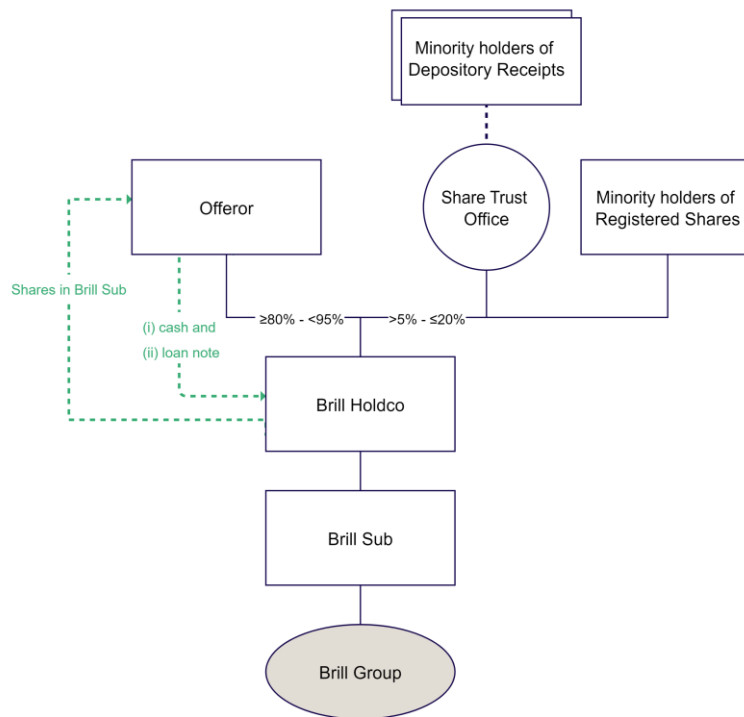 Minority holders of
Depository Receipts
Offeror
Share Trust
Office
Minority holders of
Registered Shares
Shares in Brill Sub
(i) cash and
(ii) loan note
≥80% - <95%
>5% - ≤20%
Brill Holdco
Brill Sub
Brill Group